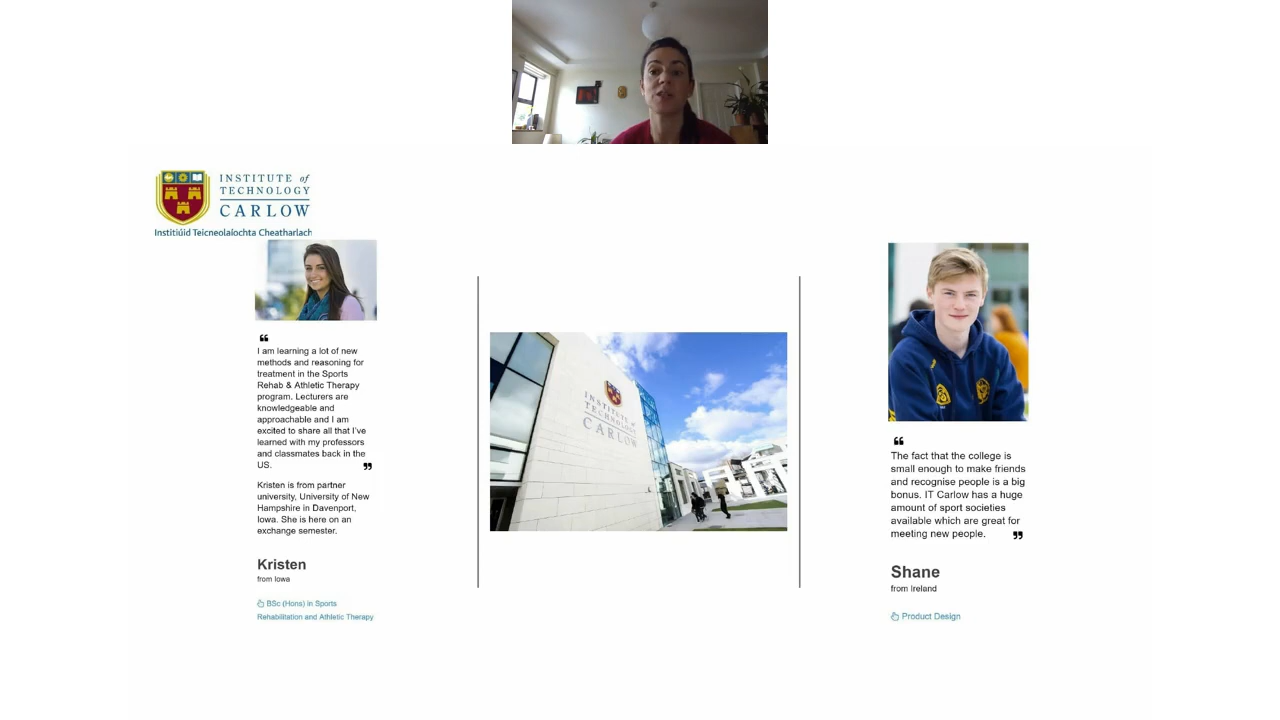 INSTITUTE of
TECHNOLOGY
CARLOW
Institiúid Teicneolaíochta Cheatharlach
❝
I am learning a lot of new
methods and reasoning for
treatment in the Sports
Rehab & Athletic Therapy
program. Lecturers are
knowledgeable and
approachable and I am
excited to share all that I've
learned with my professors
and classmates back in the
US. ❞
Kristen is from partner
university, University of New
Hampshire in Davenport,
Iowa. She is here on an
exchange semester.
Kristen
from Iowa
BSc (Hons) in Sports
Rehabilitation and Athletic Therapy
INSTITUTE of
TECHNOLOGY
CARLOW
❝
The fact that the college is
small enough to make friends
and recognise people is a big
bonus. IT Carlow has a huge
amount of sport societies
available which are great for
meeting new people. ❞
Shane
from Ireland
Product Design